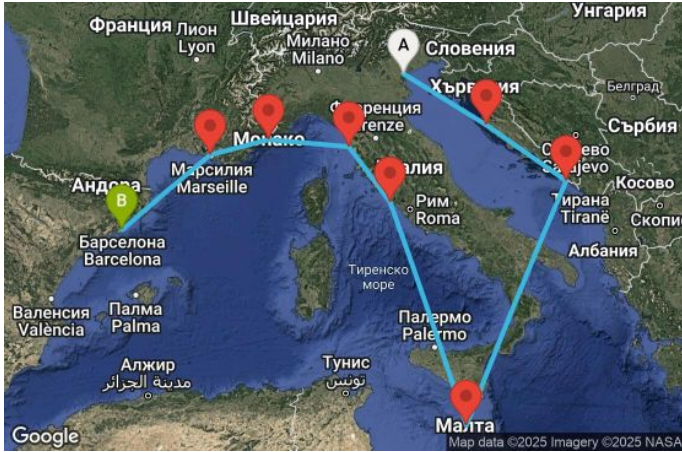 Франция
Лион
Lyon
Швейцария
Милано
Milano
A
Словения
Унгария
Хърватия
Белград
Сърбия
Флоренция
Firenze
Монако
Марсилия
Marseille
Андора
B
Барселона
Barcelona
Италия
Рим
Roma
Сараево
Sarajevo
Косово
Тирана
Tiranë
Скопие
Албания
Тиренско
море
Валенсия
València
Палма
Palma
Палермо
Palermo
Алжир
مدينة الجزائر
Тунис
تونس
Малта
Google
Map data ©2025 Imagery ©2025 NASA